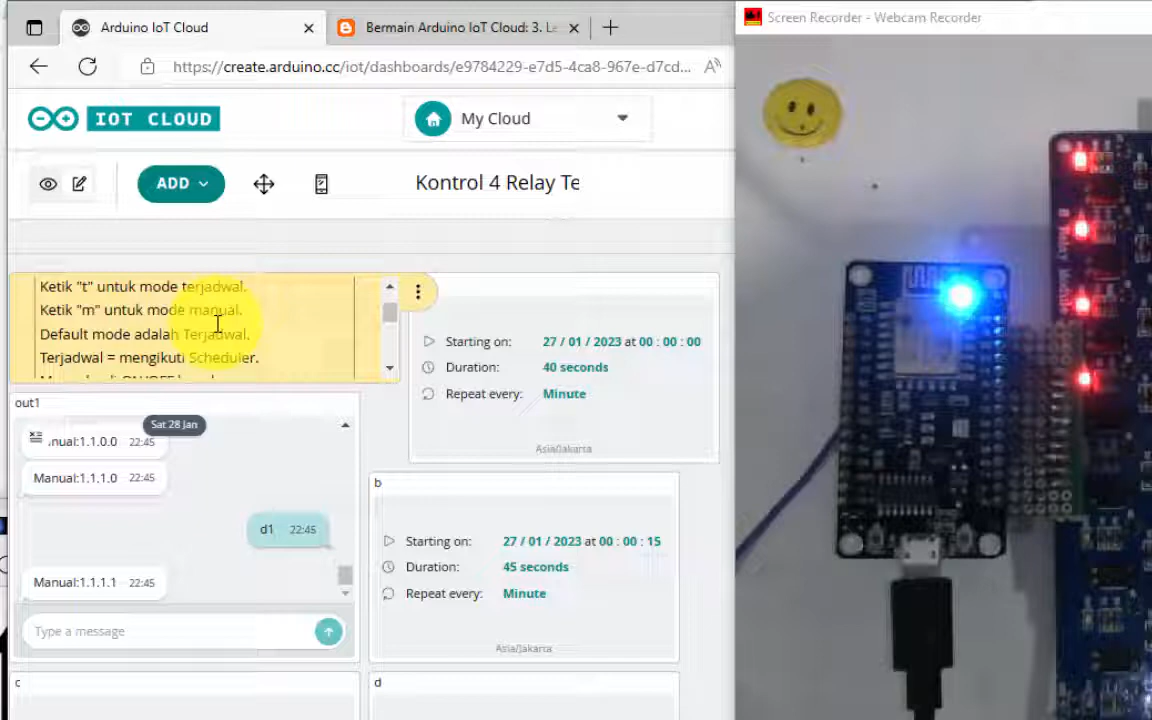 Arduino IoT Cloud
Bermain Arduino IoT Cloud: 3. Le
Screen Recorder - Webcam Recorder
https://create.arduino.cc/iot/dashboards/e9784229-e7d5-4ca8-967e-d7cd...
IOT CLOUD
My Cloud
ADD
Kontrol 4 Relay Te
Ketik "t" untuk mode terjadwal.
Ketik "m" untuk mode manual.
Default mode adalah Terjadwal.
Terjadwal = mengikuti Scheduler.
Starting on: 27 / 01 / 2023 at 00 : 00 : 00
Duration: 40 seconds
Repeat every: Minute
Asia/Jakarta
out1
Sat 28 Jan
nual:1.1.0.0 22:45
Manual:1.1.1.0 22:45
d1 22:45
Manual:1.1.1.1 22:45
Type a message
b
Starting on: 27 / 01 / 2023 at 00 : 00 : 15
Duration: 45 seconds
Repeat every: Minute
Asia/Jakarta
c
d